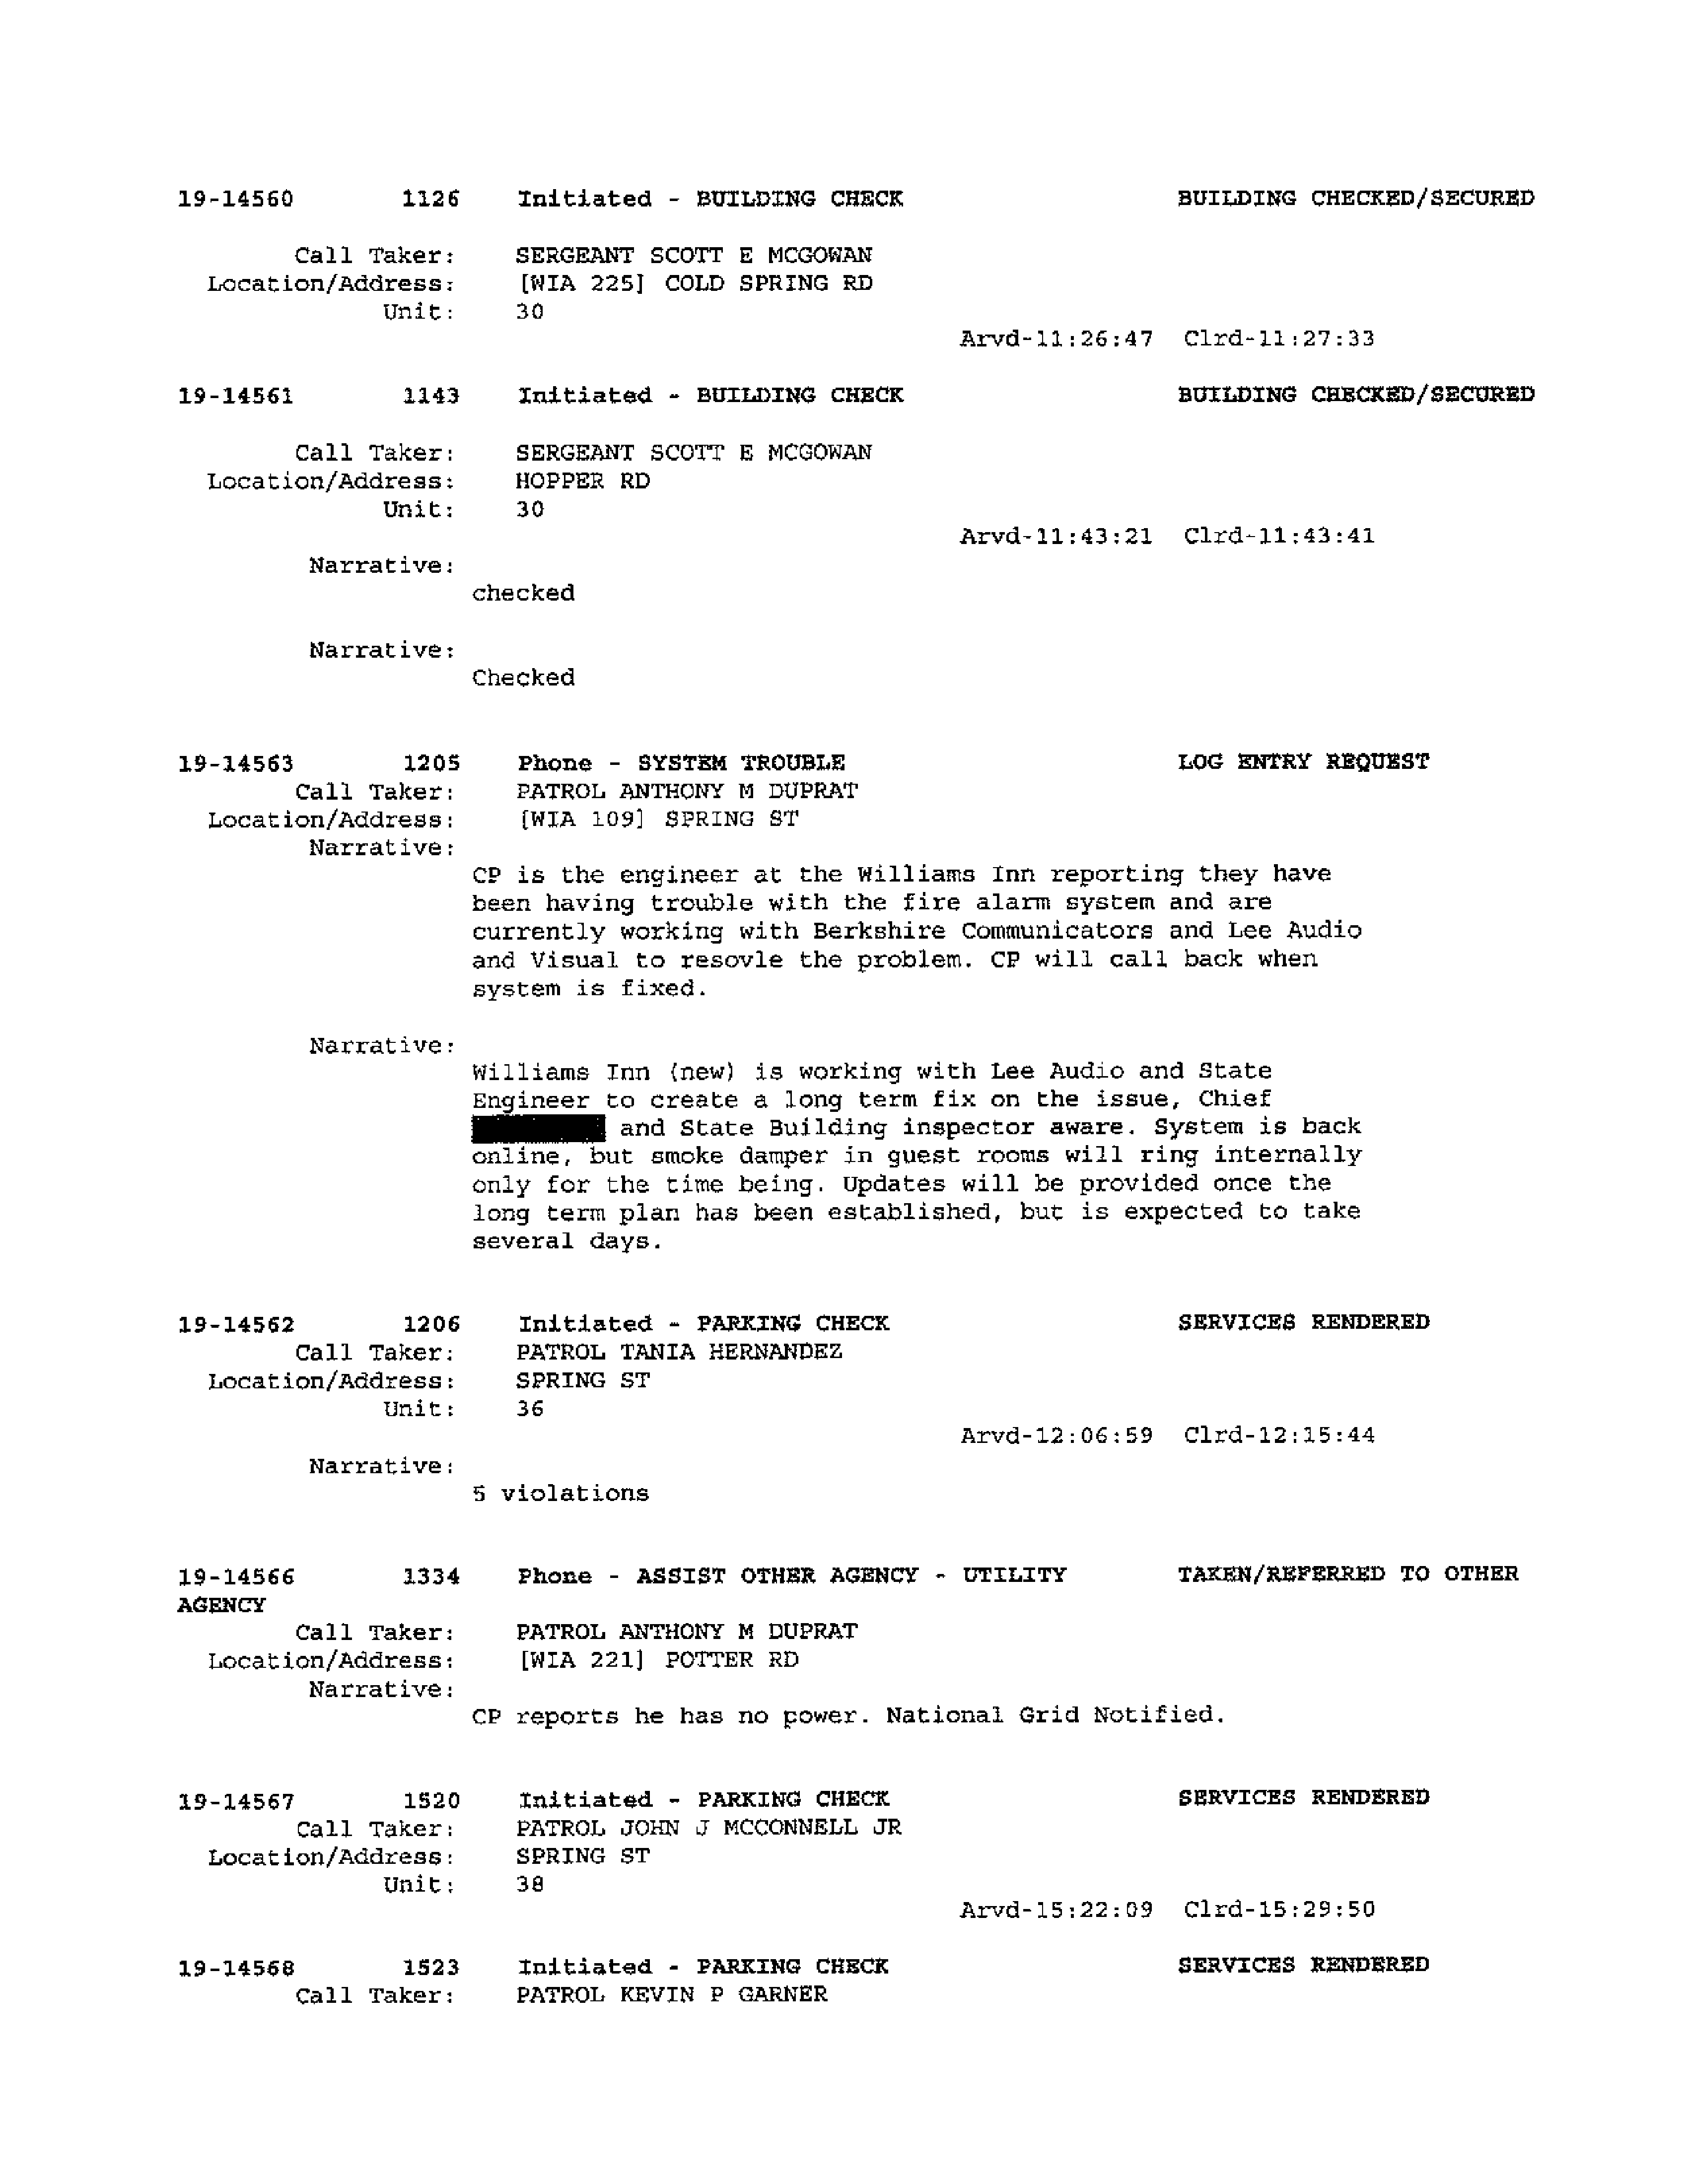 19-14560 1126 Initiated - BUILDING CHECK BUILDING CHECKED/SECURED
Call Taker: SERGEANT SCOTT E MCGOWAN
Location/Address: [WIA 225] COLD SPRING RD
Unit: 30
Arvd-11:26:47 Clrd-11:27:33
19-14561 1143 Initiated - BUILDING CHECK BUILDING CHECKED/SECURED
Call Taker: SERGEANT SCOTT E MCGOWAN
Location/Address: HOPPER RD
Unit: 30
Arvd-11:43:21 Clrd-11:43:41
Narrative:
checked
Narrative:
Checked
19-14563 1205 Phone - SYSTEM TROUBLE LOG ENTRY REQUEST
Call Taker: PATROL ANTHONY M DUPRAT
Location/Address: [WIA 109] SPRING ST
Narrative:
CP is the engineer at the Williams Inn reporting they have
been having trouble with the fire alarm system and are
currently working with Berkshire Communicators and Lee Audio
and Visual to resovle the problem. CP will call back when
system is fixed.
Narrative:
Williams Inn (new) is working with Lee Audio and State
Engineer to create a long term fix on the issue, Chief
and State Building inspector aware. System is back
online, but smoke damper in guest rooms will ring internally
only for the time being. Updates will be provided once the
long term plan has been established, but is expected to take
several days.
19-14562 1206 Initiated - PARKING CHECK SERVICES RENDERED
Call Taker: PATROL TANIA HERNANDEZ
Location/Address: SPRING ST
Unit: 36
Arvd-12:06:59 Clrd-12:15:44
Narrative:
5 violations
19-14566 1334 Phone - ASSIST OTHER AGENCY - UTILITY TAKEN/REFERRED TO OTHER
AGENCY
Call Taker: PATROL ANTHONY M DUPRAT
Location/Address: [WIA 221] POTTER RD
Narrative:
CP reports he has no power. National Grid Notified.
19-14567 1520 Initiated - PARKING CHECK SERVICES RENDERED
Call Taker: PATROL JOHN J MCCONNELL JR
Location/Address: SPRING ST
Unit: 38
Arvd-15:22:09 Clrd-15:29:50
19-14568 1523 Initiated - PARKING CHECK SERVICES RENDERED
Call Taker: PATROL KEVIN P GARNER